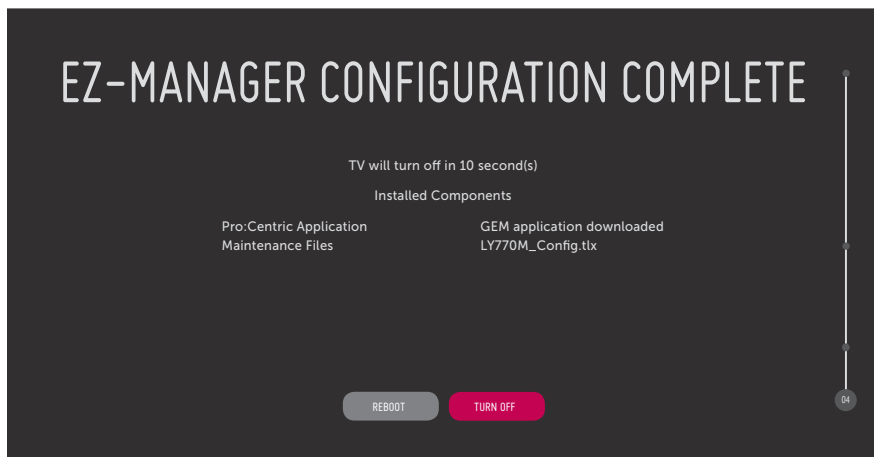 EZ-MANAGER CONFIGURATION COMPLETE
TV will turn off in 10 second(s)
Installed Components
Pro:Centric Application GEM application downloaded
Maintenance Files LY770M_Config.tlx
REBOOT TURN OFF
04